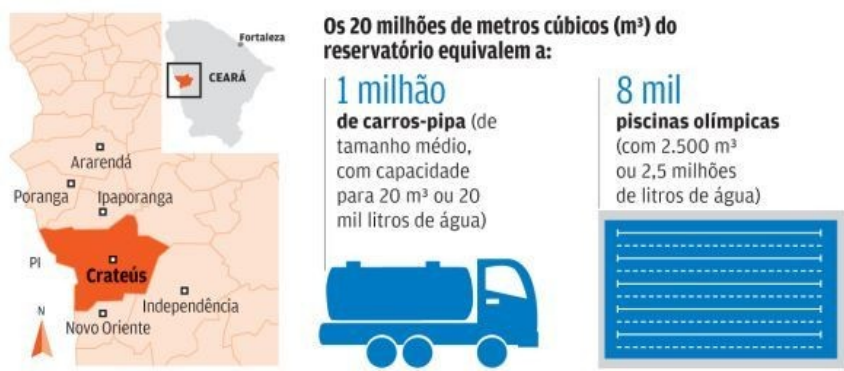 Fortaleza
CEARÁ
Ararendá
Poranga
Ipaporanga
PI
Crateús
Independência
N
Novo Oriente
Os 20 milhões de metros cúbicos (m³) do
reservatório equivalem a:
1 milhão
de carros-pipa (de
tamanho médio,
com capacidade
para 20 m³ ou 20
mil litros de água)
8 mil
piscinas olímpicas
(com 2.500 m³
ou 2,5 milhões
de litros de água)